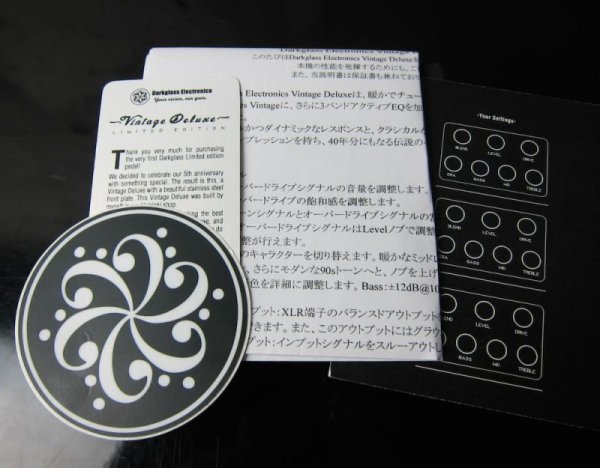 Darkglass Electronics
Your vision, our gear.
Vintage Deluxe
LIMITED EDITION
Thank you very much for purchasing
the very first Darkglass Limited edition
pedal!
We decided to celebrate our 5th anniversary
with something special. The result is this, a
Vintage Deluxe with a beautiful stainless steel
front plate. This Vintage Deluxe was built by
shop.
ching the best
Darkglass Electronics Vintage
このたびはDarkglass Electronics Vintage Deluxeを
本機の性能を発揮するためにも、
また、当説明書は保証書も兼ねており
Electronics Vintage Deluxeは、暖かでチュー
Vintageに、さらに3バンドアクティブEQを加
かつダイナミックなレスポンスと、クラシカル
プレッションを持ち、40年分にもなる伝説の
バードライブシグナルの音量を調整します。
ドライブの飽和感を調整します。
ーンシグナルとオーバードライブシグナルの
ーバードライブシグナルはLevelノブで調整
整が行えます。
のキャラクターを切り替えます。暖かなミッドレ
、さらにモダンな90sトーンへと、ノブを上げ
色を詳細に調整します。Bass：±12dB@10
プット：XLR端子のバランスドアウトプット
きます。また、このアウトプットにはグラウ
プット：インプットシグナルをスルーアウトし
-Your Settings-
BLEND LEVEL DRIVE
ERA BASS MID TREBLE
BLEND LEVEL DRIVE
BASS MID TREBLE
LEVEL DRIVE
BASS MID TREBLE